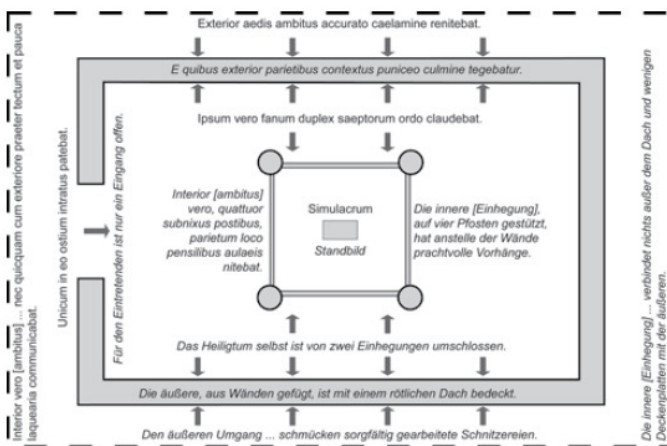 Exterior aedis ambitus accurato caelamine renitebat.
E quibus exterior parietibus contextus puniceo culmine tegebatur.
Ipsum vero fanum duplex saeptorum ordo claudebat.
Interior vero [ambitus] ... nec quicquam cum exteriore praeter tectum et pauca
laquearia communicabat.
Unicum in eo ostium intratus patebat.
Für den Eintretenden ist nur ein Eingang offen.
Interior [ambitus]
vero, quattuor
subnixus postibus,
parietum loco
pensilibus aulaeis
nitebat.
Simulacrum
Standbild
Die innere [Einhegung],
auf vier Pfosten gestützt,
hat anstelle der Wände
prachtvolle Vorhänge.
Die innere [Einhegung] ... verbindet nichts außer dem Dach und wenigen
ckenplatten mit der äußeren.
Das Heiligtum selbst ist von zwei Einhegungen umschlossen.
Die äußere, aus Wänden gefügt, ist mit einem rötlichen Dach bedeckt.
Den äußeren Umgang ... schmücken sorgfältig gearbeitete Schnitzereien.